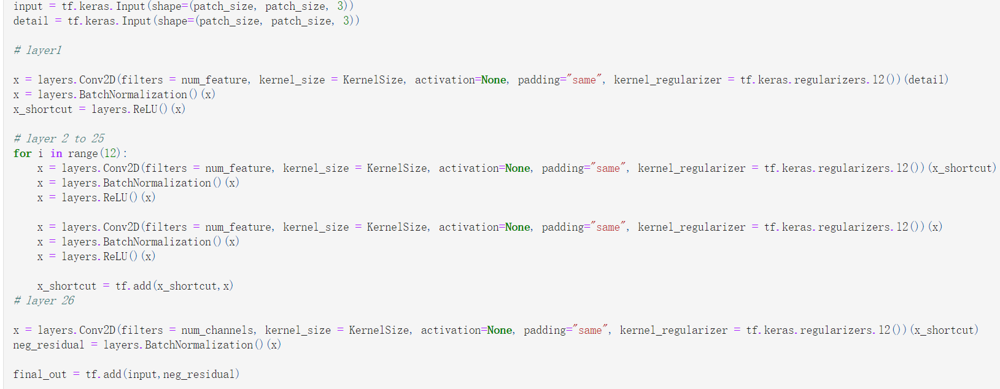 input = tf.keras.Input(shape=(patch_size, patch_size, 3))
detail = tf.keras.Input(shape=(patch_size, patch_size, 3))

# layer1

x = layers.Conv2D(filters = num_feature, kernel_size = KernelSize, activation=None, padding="same", kernel_regularizer = tf.keras.regularizers.l2())(detail)
x = layers.BatchNormalization()(x)
x_shortcut = layers.ReLU()(x)

# layer 2 to 25
for i in range(12):
    x = layers.Conv2D(filters = num_feature, kernel_size = KernelSize, activation=None, padding="same", kernel_regularizer = tf.keras.regularizers.l2())(x_shortcut)
    x = layers.BatchNormalization()(x)
    x = layers.ReLU()(x)

    x = layers.Conv2D(filters = num_feature, kernel_size = KernelSize, activation=None, padding="same", kernel_regularizer = tf.keras.regularizers.l2())(x)
    x = layers.BatchNormalization()(x)
    x = layers.ReLU()(x)

    x_shortcut = tf.add(x_shortcut,x)
# layer 26

x = layers.Conv2D(filters = num_channels, kernel_size = KernelSize, activation=None, padding="same", kernel_regularizer = tf.keras.regularizers.l2())(x_shortcut)
neg_residual = layers.BatchNormalization()(x)

final_out = tf.add(input,neg_residual)